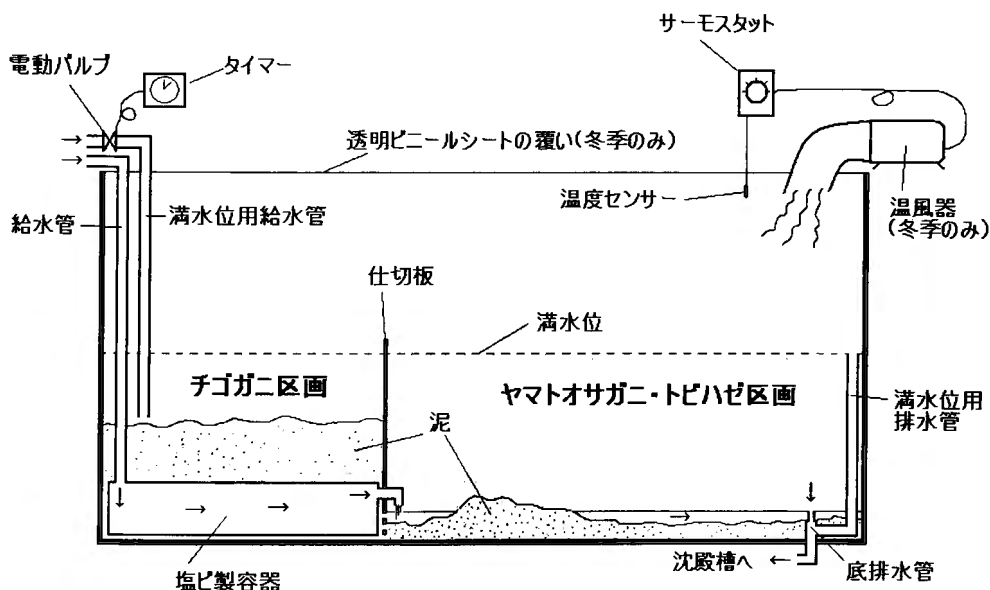 サーモスタット
電動バルブ
タイマー
透明ビニールシートの覆い(冬季のみ)
温度センサー
温風器
(冬季のみ)
給水管
満水位用給水管
仕切板
満水位
チゴガニ区画
ヤマトオサガニ・トビハゼ区画
満水位用
排水管
泥
沈殿槽へ
底排水管
塩ビ製容器